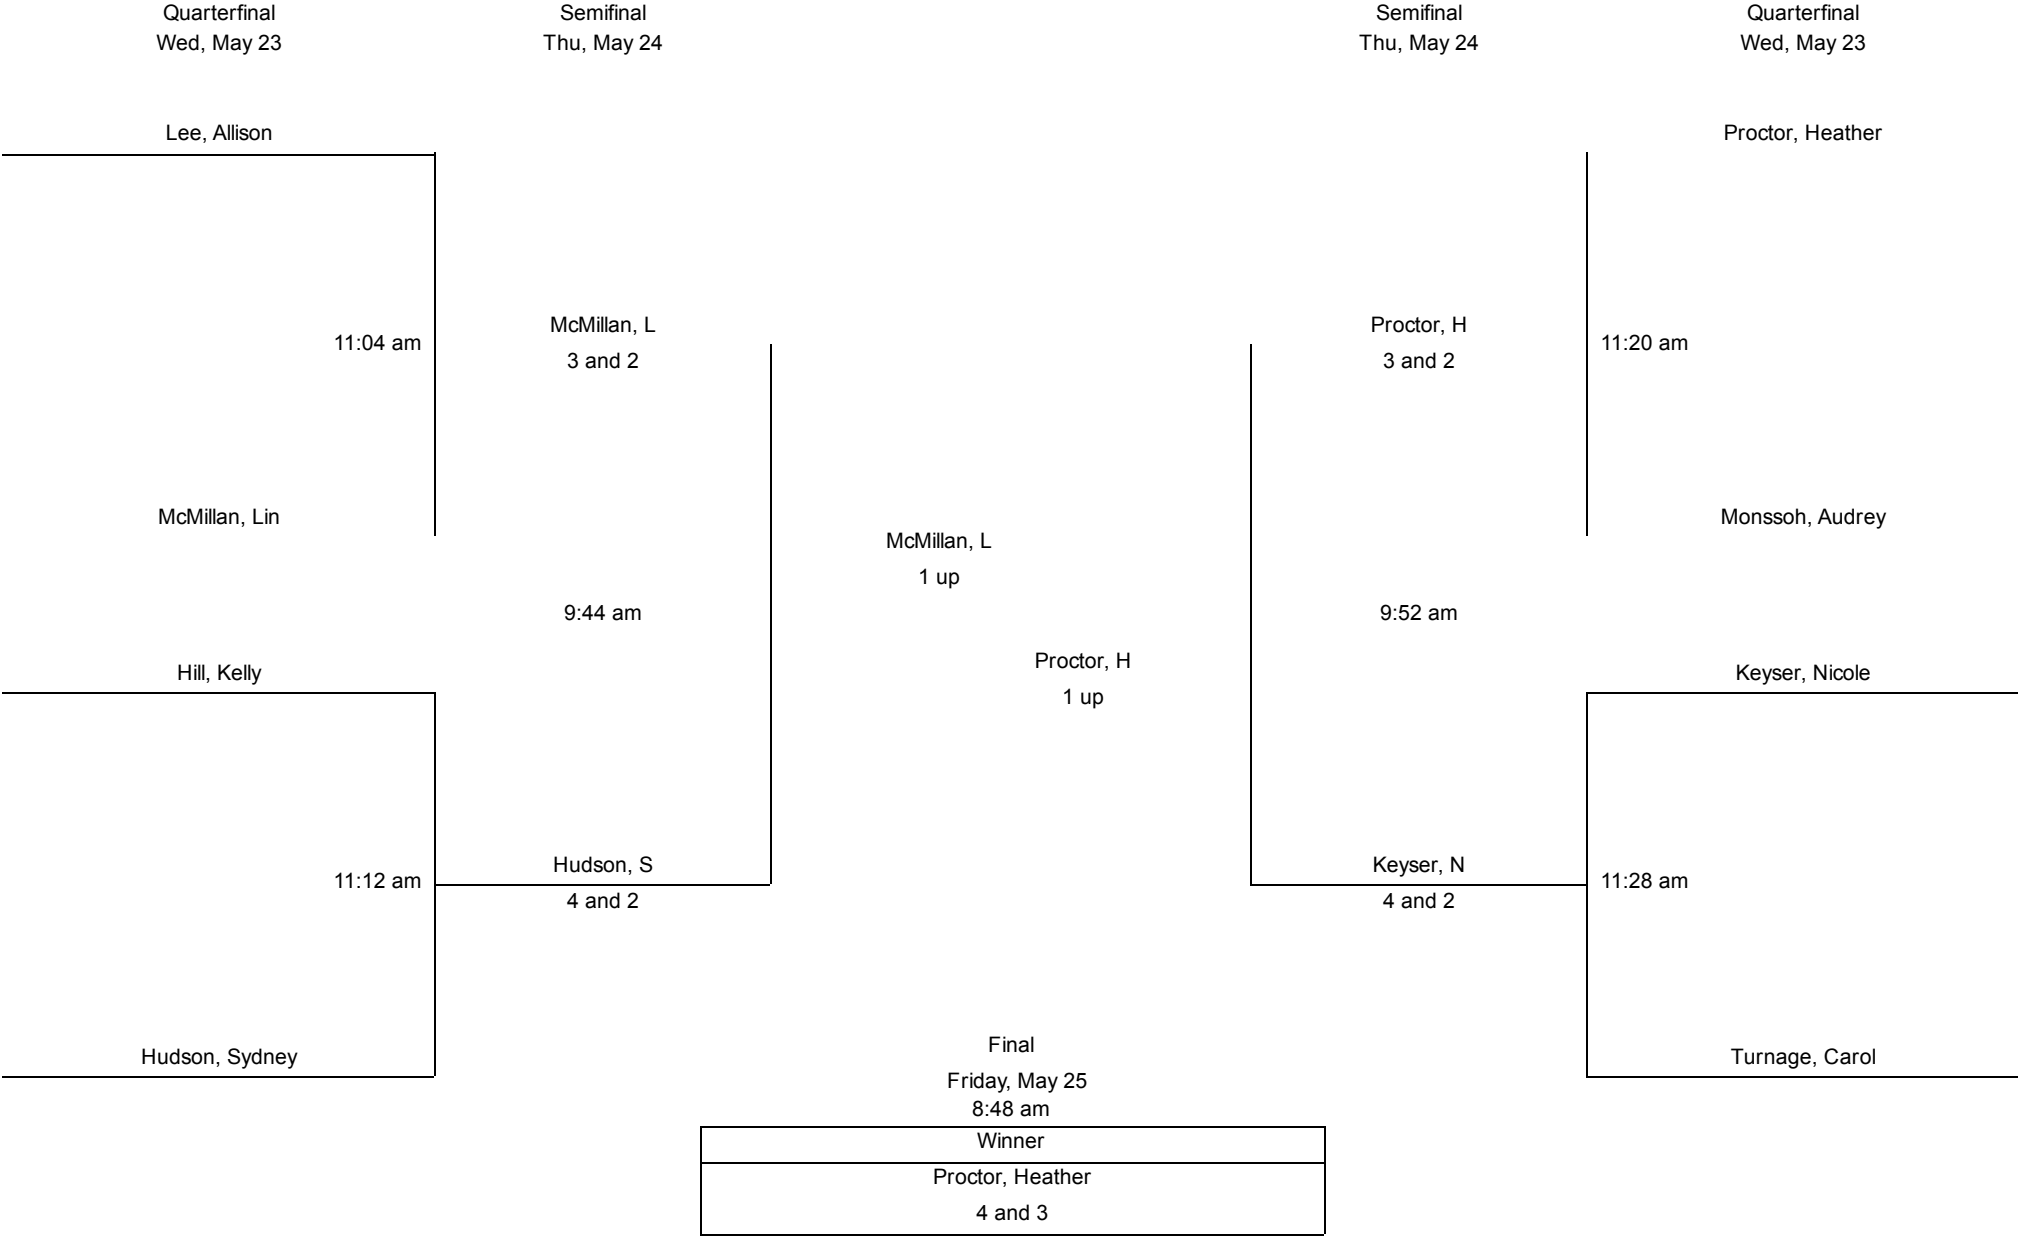 Quarterfinal
Wed, May 23
Semifinal
Thu, May 24
Semifinal
Thu, May 24
Quarterfinal
Wed, May 23
Lee, Allison
Proctor, Heather
11:04 am
McMillan, L
3 and 2
Proctor, H
3 and 2
11:20 am
McMillan, Lin
Monssoh, Audrey
McMillan, L
1 up
9:44 am
9:52 am
Proctor, H
1 up
Hill, Kelly
Keyser, Nicole
11:12 am
Hudson, S
4 and 2
Keyser, N
4 and 2
11:28 am
Hudson, Sydney
Turnage, Carol
Final
Friday, May 25
8:48 am
Winner
Proctor, Heather
4 and 3